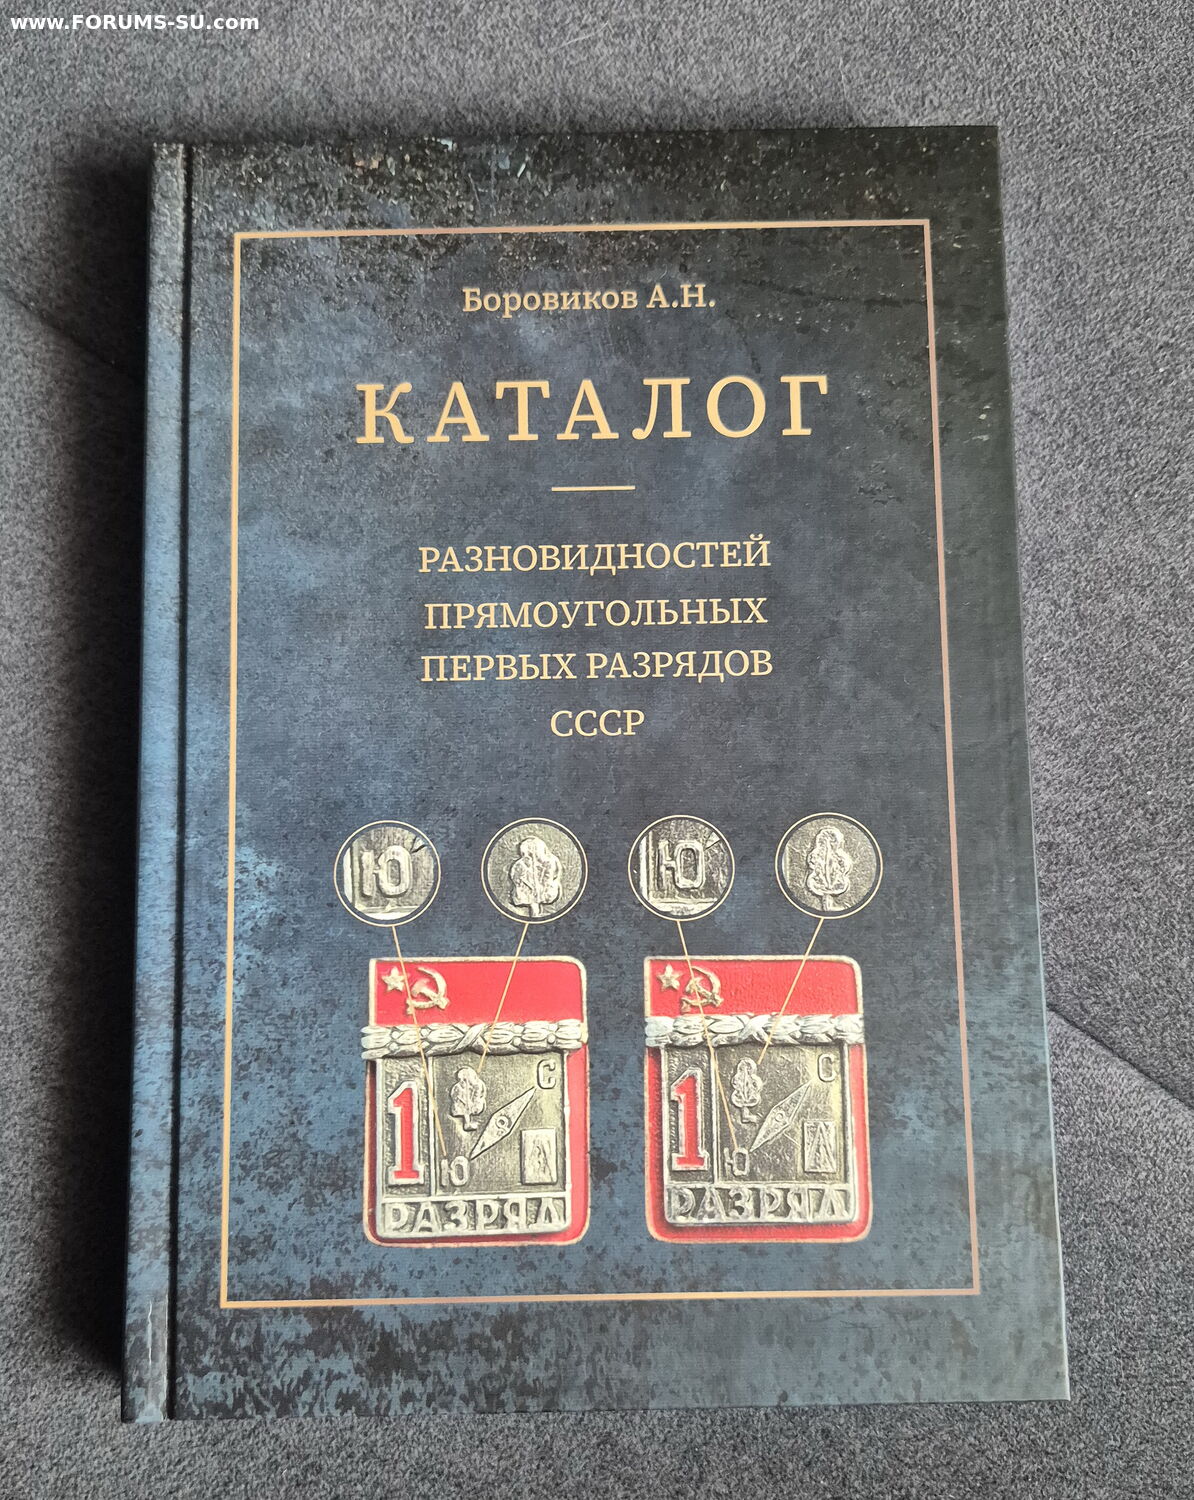 www.FORUMS-SU.com
Боровиков А.Н.
КАТАЛОГ
РАЗНОВИДНОСТЕЙ
ПРЯМОУГОЛЬНЫХ
ПЕРВЫХ РАЗРЯДОВ
СССР
Ю Ю
С С
1 1
Ю Ю
РАЗРЯД РАЗРЯД